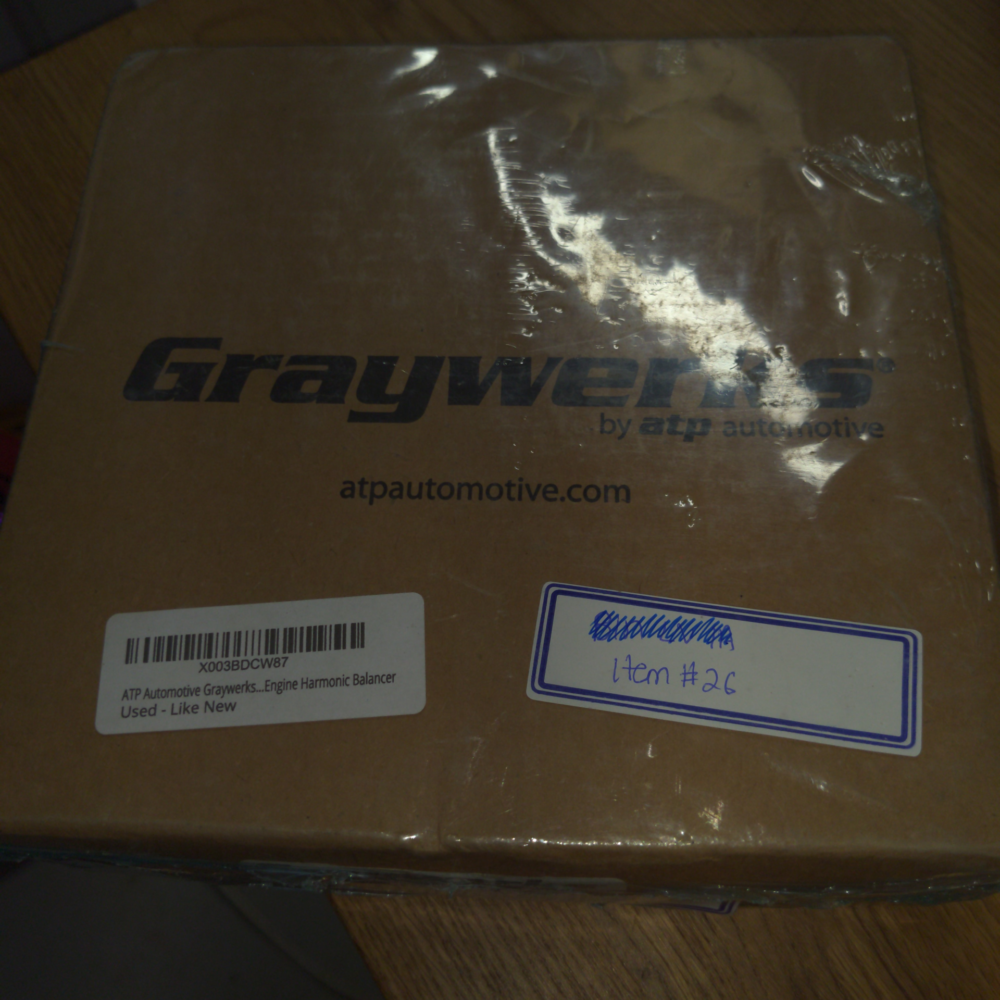 Graywerks®
by atp automotive
atpautomotive.com
X003BDCW87
ATP Automotive Graywerks...Engine Harmonic Balancer
Used - Like New
Item #26